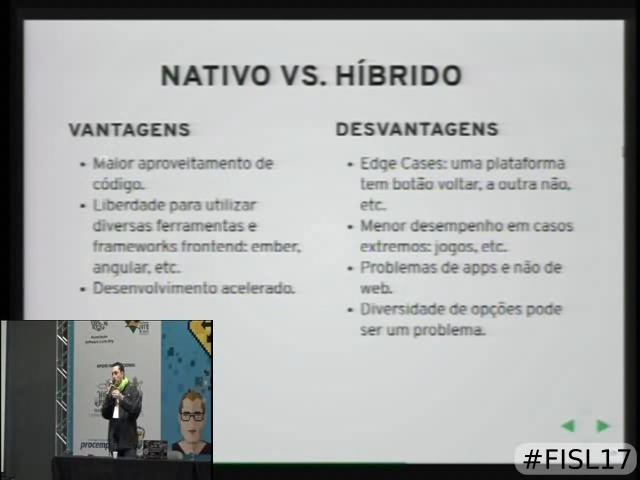 NATIVO VS. HÍBRIDO
VANTAGENS
• Maior aproveitamento de
código.
• Liberdade para utilizar
diversas ferramentas e
frameworks frontend: ember,
angular, etc.
• Desenvolvimento acelerado.
DESVANTAGENS
• Edge Cases: uma plataforma
tem botão voltar, a outra não,
etc.
• Menor desempenho em casos
extremos: jogos, etc.
• Problemas de apps e não de
web.
• Diversidade de opções pode
ser um problema.
#FISL17